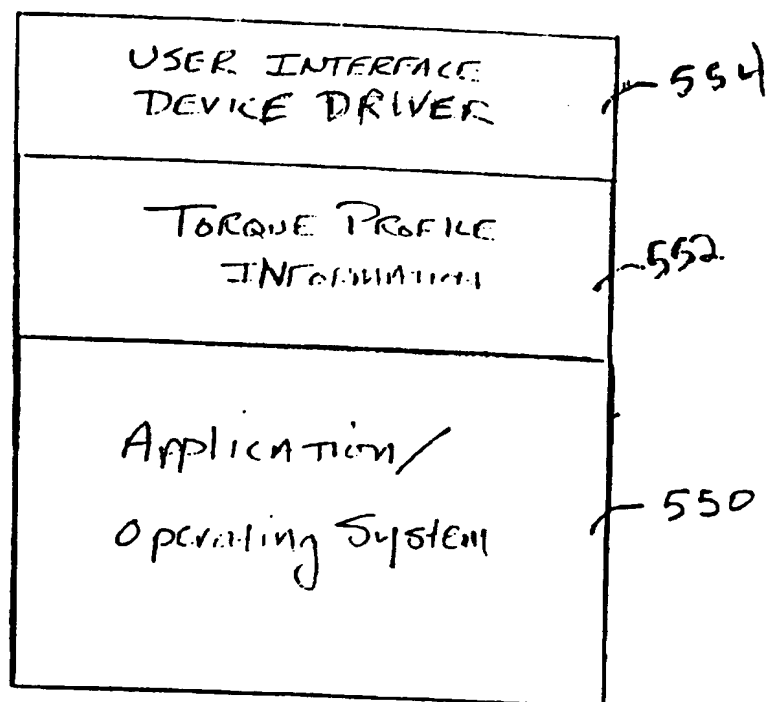 USER INTERFACE
DEVICE DRIVER
554
TORQUE PROFILE
INFORMATION
552
Application/
Operating System
550